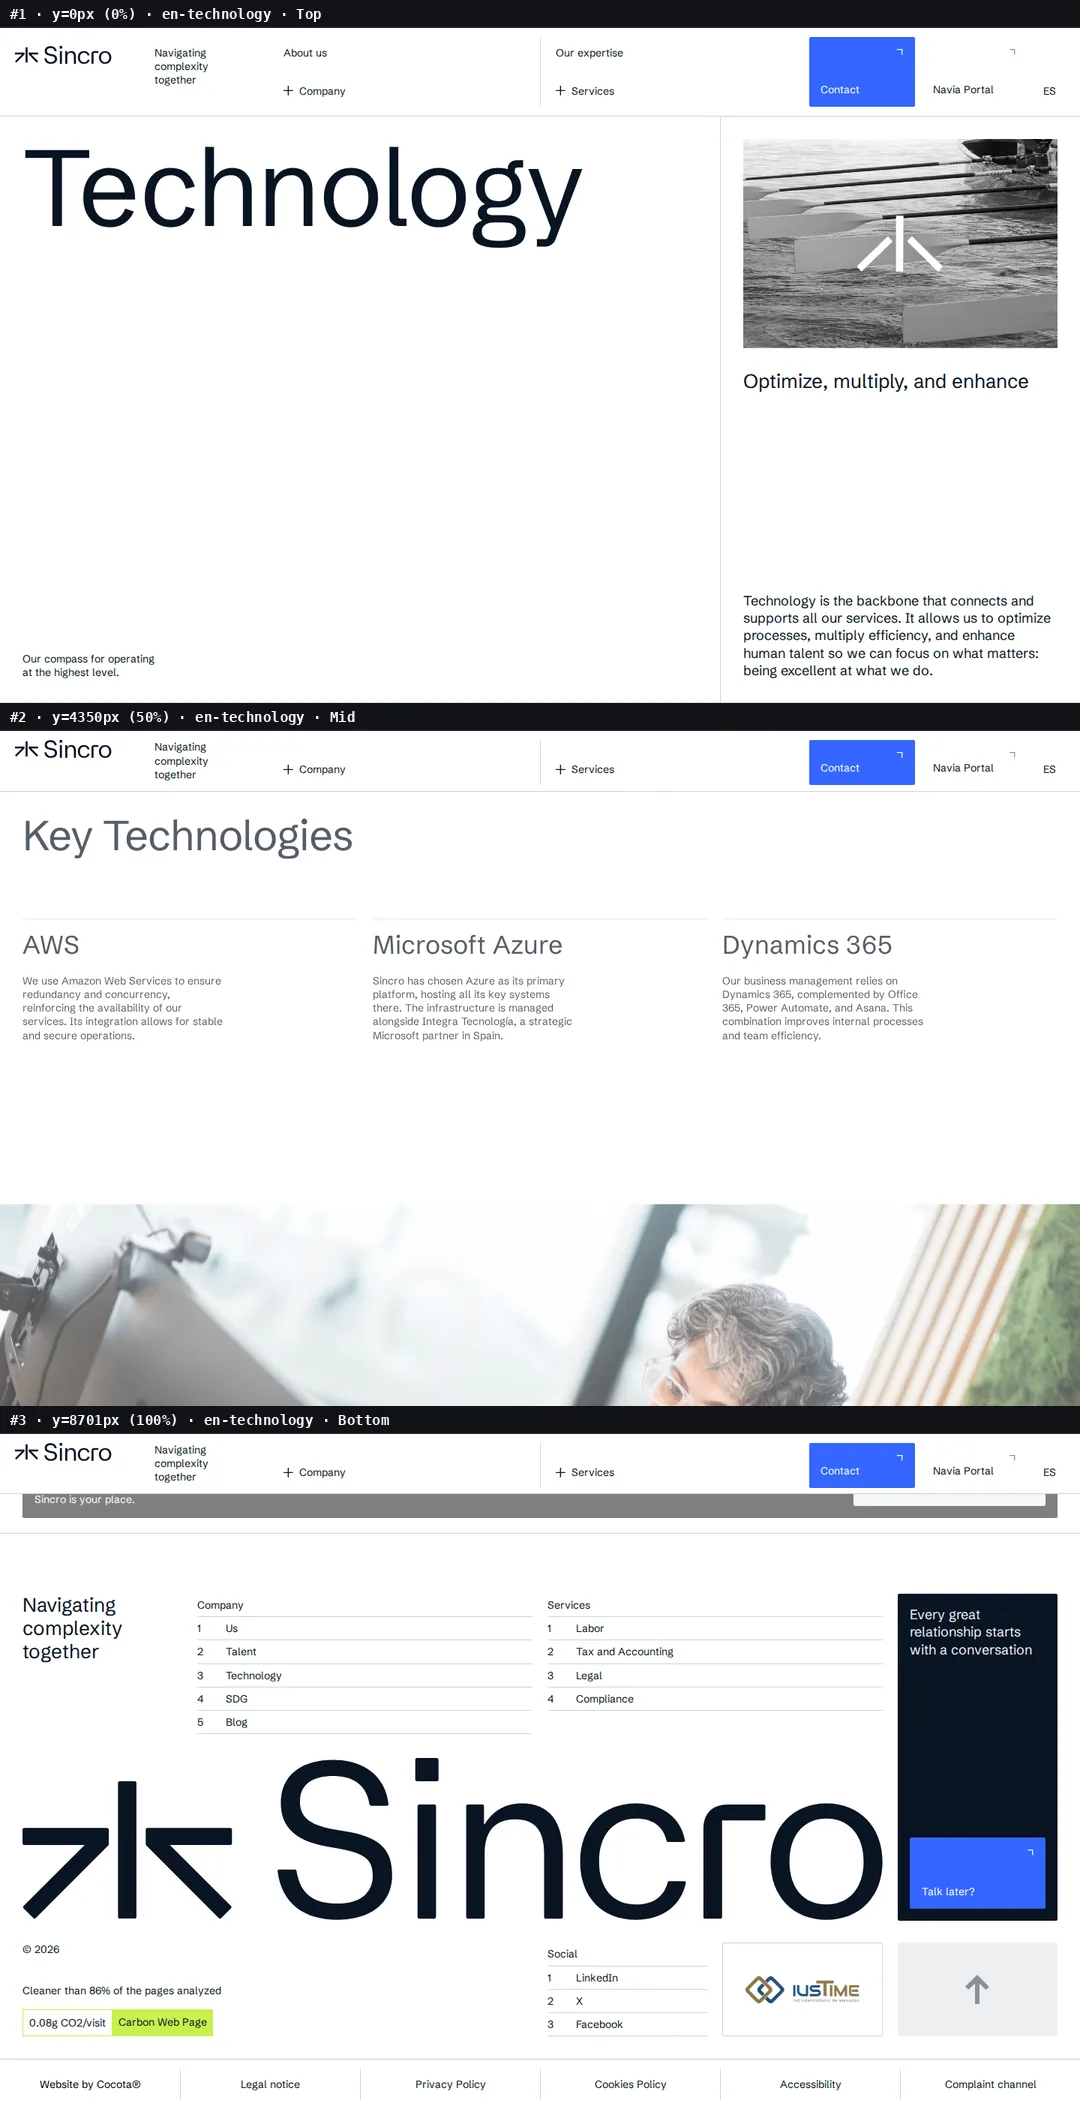 #1 · y=0px (0%) · en-technology · Top
Sincro
Navigating
complexity
together
About us
Company
Our expertise
Services
Contact
Navia Portal
ES
Technology
Optimize, multiply, and enhance
Our compass for operating
at the highest level.
Technology is the backbone that connects and
supports all our services. It allows us to optimize
processes, multiply efficiency, and enhance
human talent so we can focus on what matters:
being excellent at what we do.
#2 · y=4350px (50%) · en-technology · Mid
Sincro
Navigating
complexity
together
Company
Services
Contact
Navia Portal
ES
Key Technologies
AWS
We use Amazon Web Services to ensure
redundancy and concurrency,
reinforcing the availability of our
services. Its integration allows for stable
and secure operations.
Microsoft Azure
Sincro has chosen Azure as its primary
platform, hosting all its key systems
there. The infrastructure is managed
alongside Integra Tecnología, a strategic
Microsoft partner in Spain.
Dynamics 365
Our business management relies on
Dynamics 365, complemented by Office
365, Power Automate, and Asana. This
combination improves internal processes
and team efficiency.
#3 · y=8701px (100%) · en-technology · Bottom
Sincro
Navigating
complexity
together
Company
Services
Contact
Navia Portal
ES
Sincro is your place.
Navigating
complexity
together
Company
1 Us
2 Talent
3 Technology
4 SDG
5 Blog
Services
1 Labor
2 Tax and Accounting
3 Legal
4 Compliance
Every great
relationship starts
with a conversation
Talk later?
Sincro
© 2026
Cleaner than 86% of the pages analyzed
0.08g CO2/visit
Carbon Web Page
Social
1 LinkedIn
2 X
3 Facebook
IUSTIME
Website by Cocota®
Legal notice
Privacy Policy
Cookies Policy
Accessibility
Complaint channel